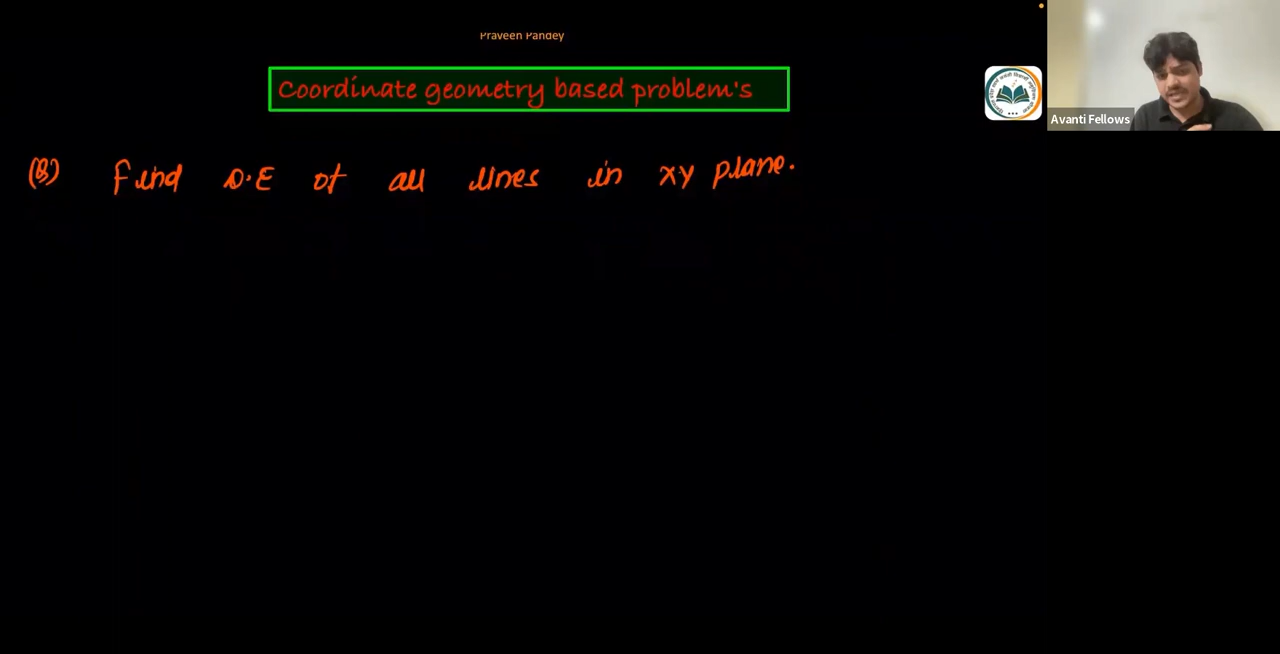 Praveen Pandey
Coordinate geometry based problem's
Avanti Fellows
(Q) Find D.E of all lines in XY plane.